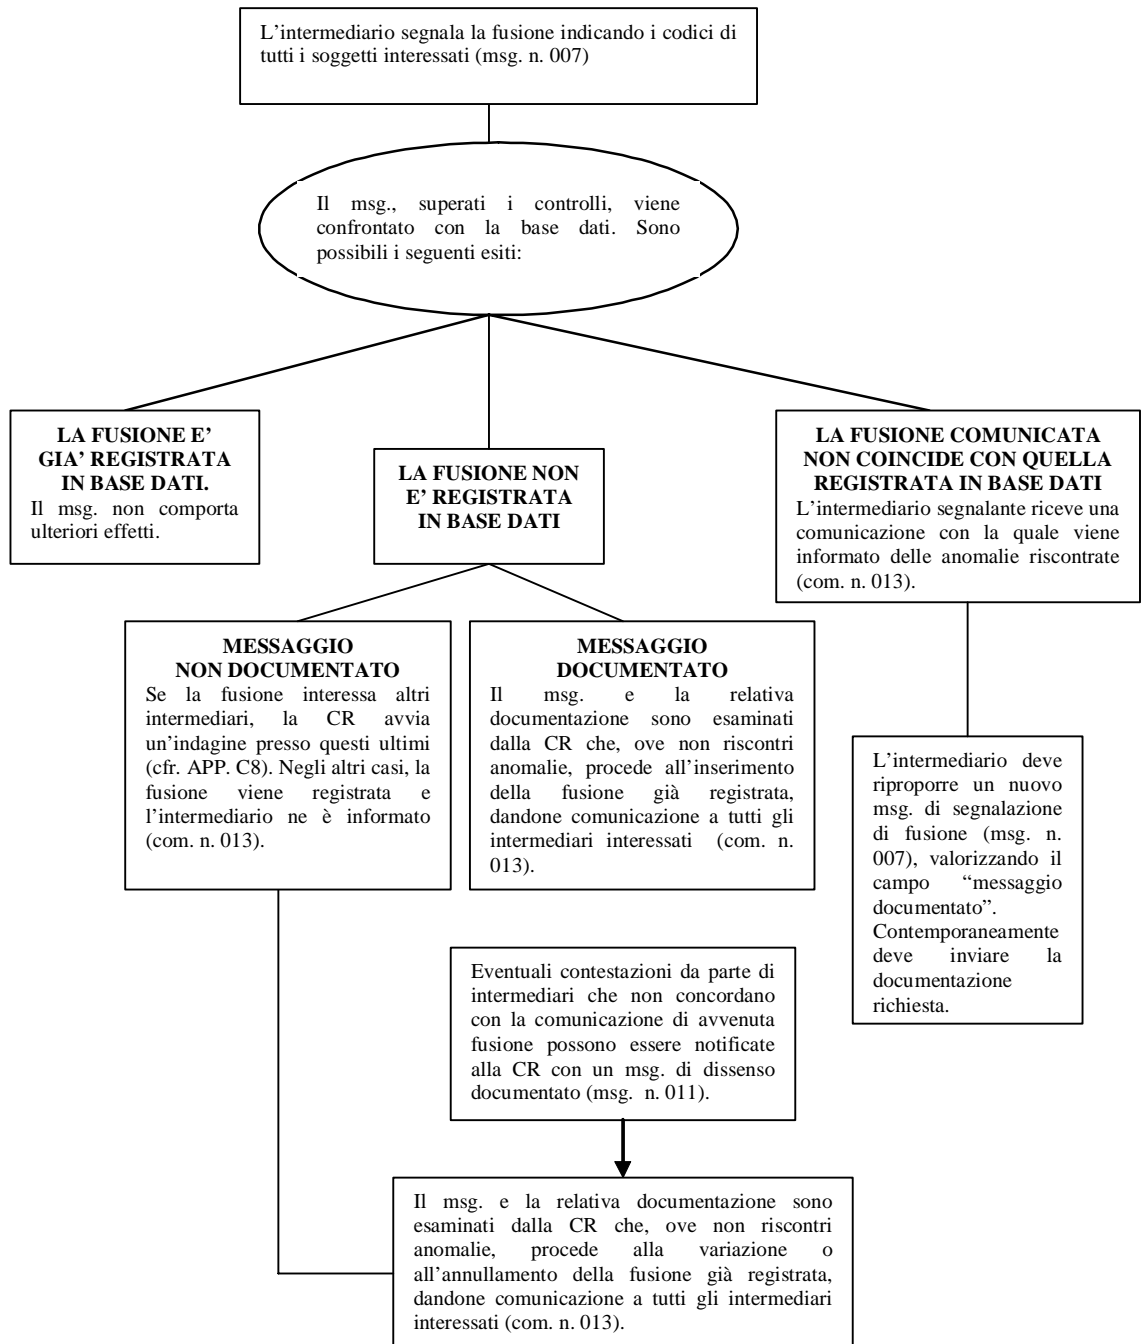 L’intermediario segnala la fusione indicando i codici di
tutti i soggetti interessati (msg. n. 007)
Il msg., superati i controlli, viene
confrontato con la base dati. Sono
possibili i seguenti esiti:
LA FUSIONE E’
GIA’ REGISTRATA
IN BASE DATI.
Il msg. non comporta
ulteriori effetti.
LA FUSIONE NON
E’ REGISTRATA
IN BASE DATI
LA FUSIONE COMUNICATA
NON COINCIDE CON QUELLA
REGISTRATA IN BASE DATI
L’intermediario segnalante riceve una
comunicazione con la quale viene
informato delle anomalie riscontrate
(com. n. 013).
MESSAGGIO
NON DOCUMENTATO
Se la fusione interessa altri
intermediari, la CR avvia
un’indagine presso questi ultimi
(cfr. APP. C8). Negli altri casi, la
fusione viene registrata e
l’intermediario ne è informato
(com. n. 013).
MESSAGGIO
DOCUMENTATO
Il msg. e la relativa
documentazione sono esaminati
dalla CR che, ove non riscontri
anomalie, procede all’inserimento
della fusione già registrata,
dandone comunicazione a tutti gli
intermediari interessati (com. n.
013).
L’intermediario deve
riproporre un nuovo
msg. di segnalazione
di fusione (msg. n.
007), valorizzando il
campo “messaggio
documentato”.
Contemporaneamente
deve inviare la
documentazione
richiesta.
Eventuali contestazioni da parte di
intermediari che non concordano
con la comunicazione di avvenuta
fusione possono essere notificate
alla CR con un msg. di dissenso
documentato (msg. n. 011).
Il msg. e la relativa documentazione sono
esaminati dalla CR che, ove non riscontri
anomalie, procede alla variazione o
all’annullamento della fusione già registrata,
dandone comunicazione a tutti gli intermediari
interessati (com. n. 013).